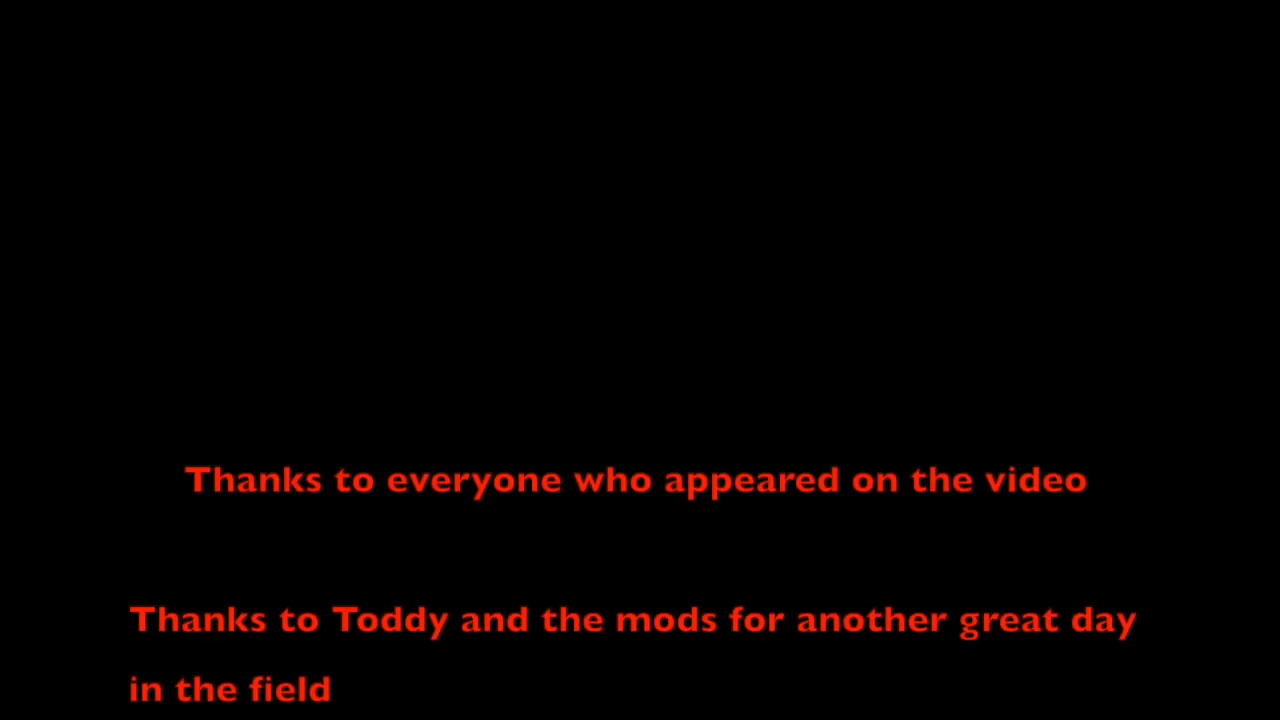 Thanks to everyone who appeared on the video
Thanks to Toddy and the mods for another great day
in the field